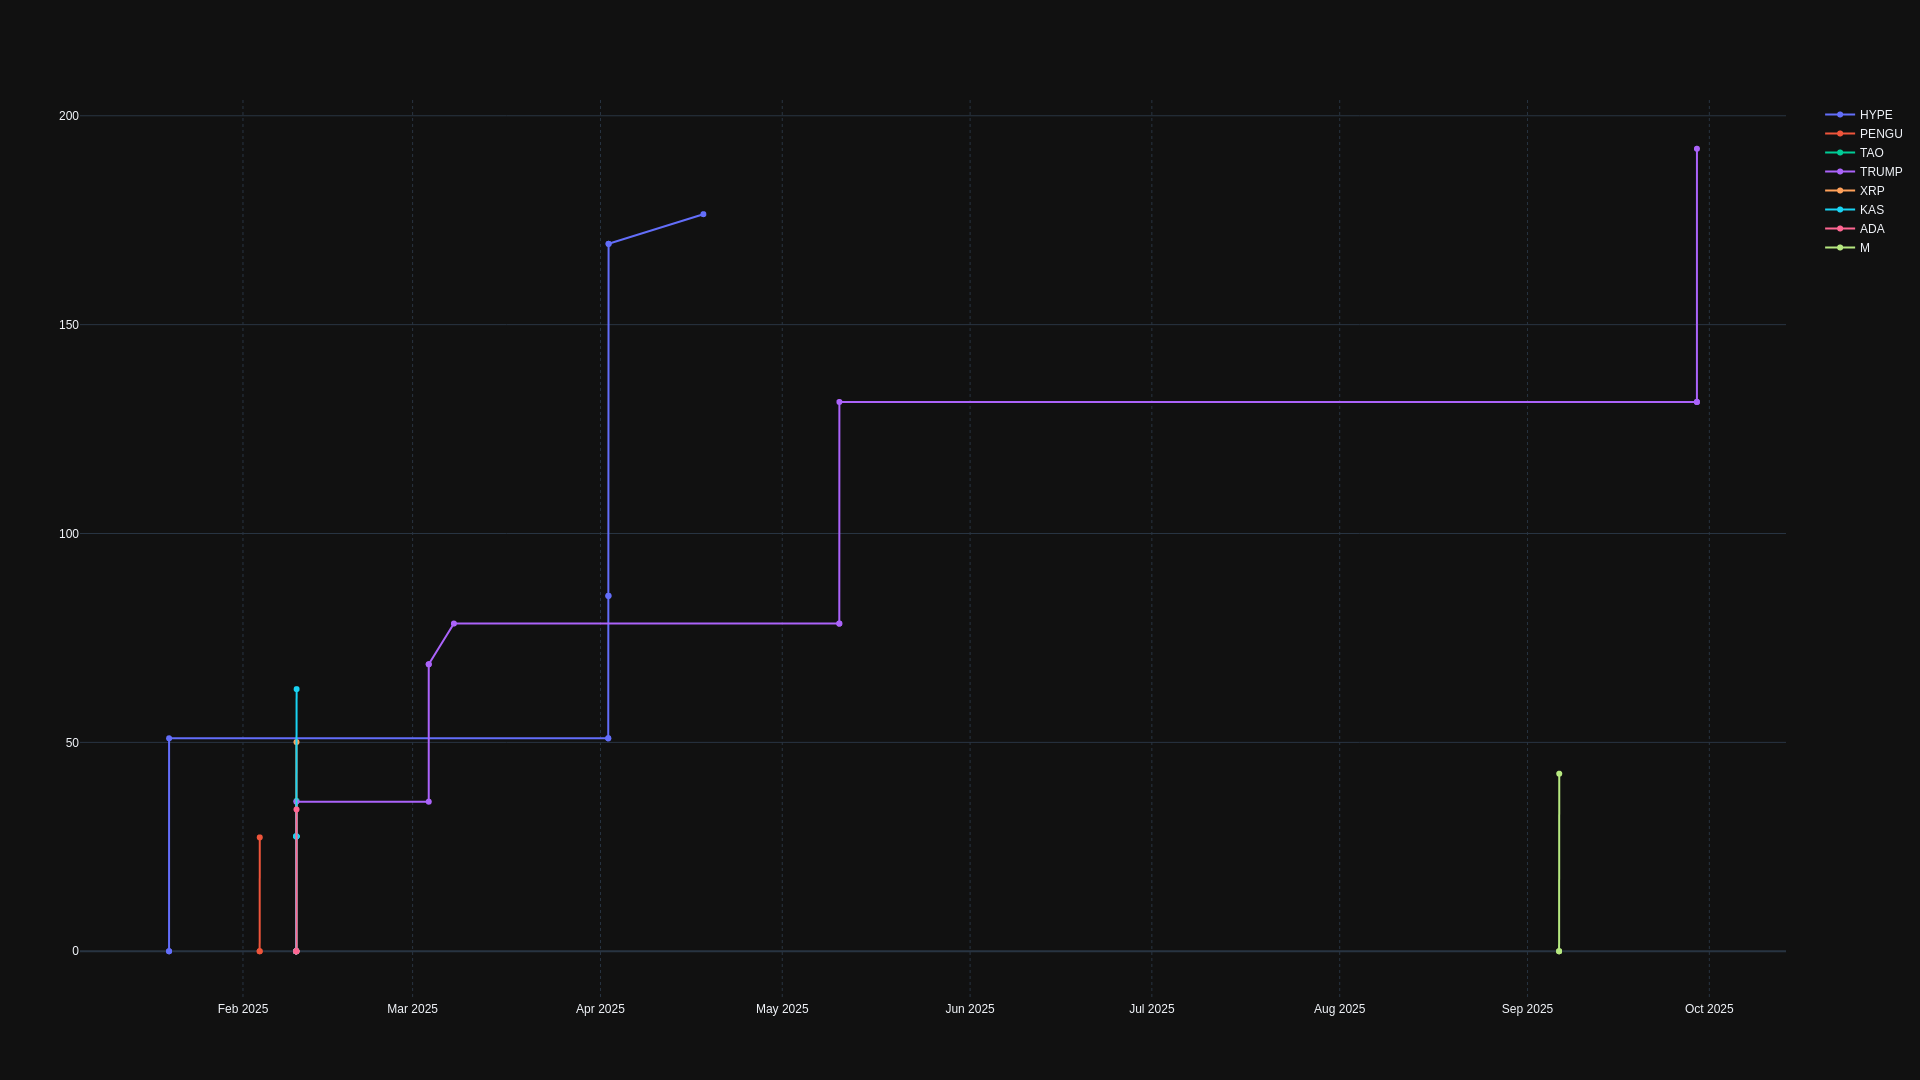 200
150
100
50
0
Feb 2025
Mar 2025
Apr 2025
May 2025
Jun 2025
Jul 2025
Aug 2025
Sep 2025
Oct 2025
HYPE
PENGU
TAO
TRUMP
XRP
KAS
ADA
M